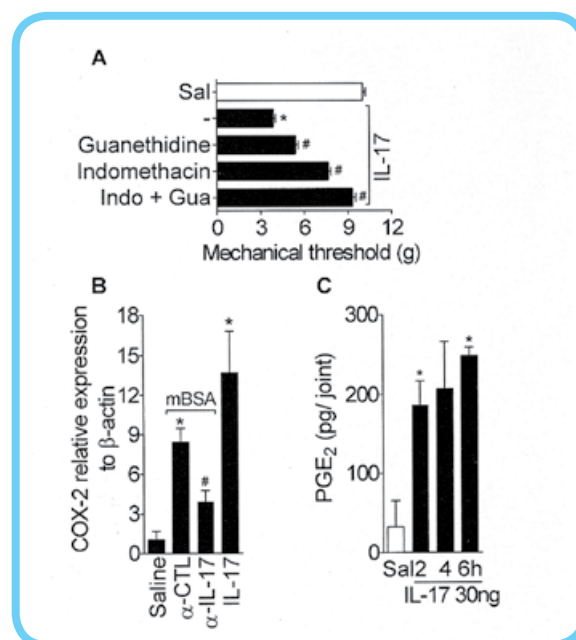 A
Sal
- *
Guanethidine #
Indomethacin #
Indo + Gua #
IL-17
0 3 6 9 12
Mechanical threshold (g)
B
COX-2 relative expression
to β-actin
18
15
12
9
6
3
0
mBSA
*
#
*
Saline
α-CTL
α-IL-17
IL-17
C
PGE₂ (pg/ joint)
300
200
100
0
* *
Sal 2 4 6h
IL-17 30ng